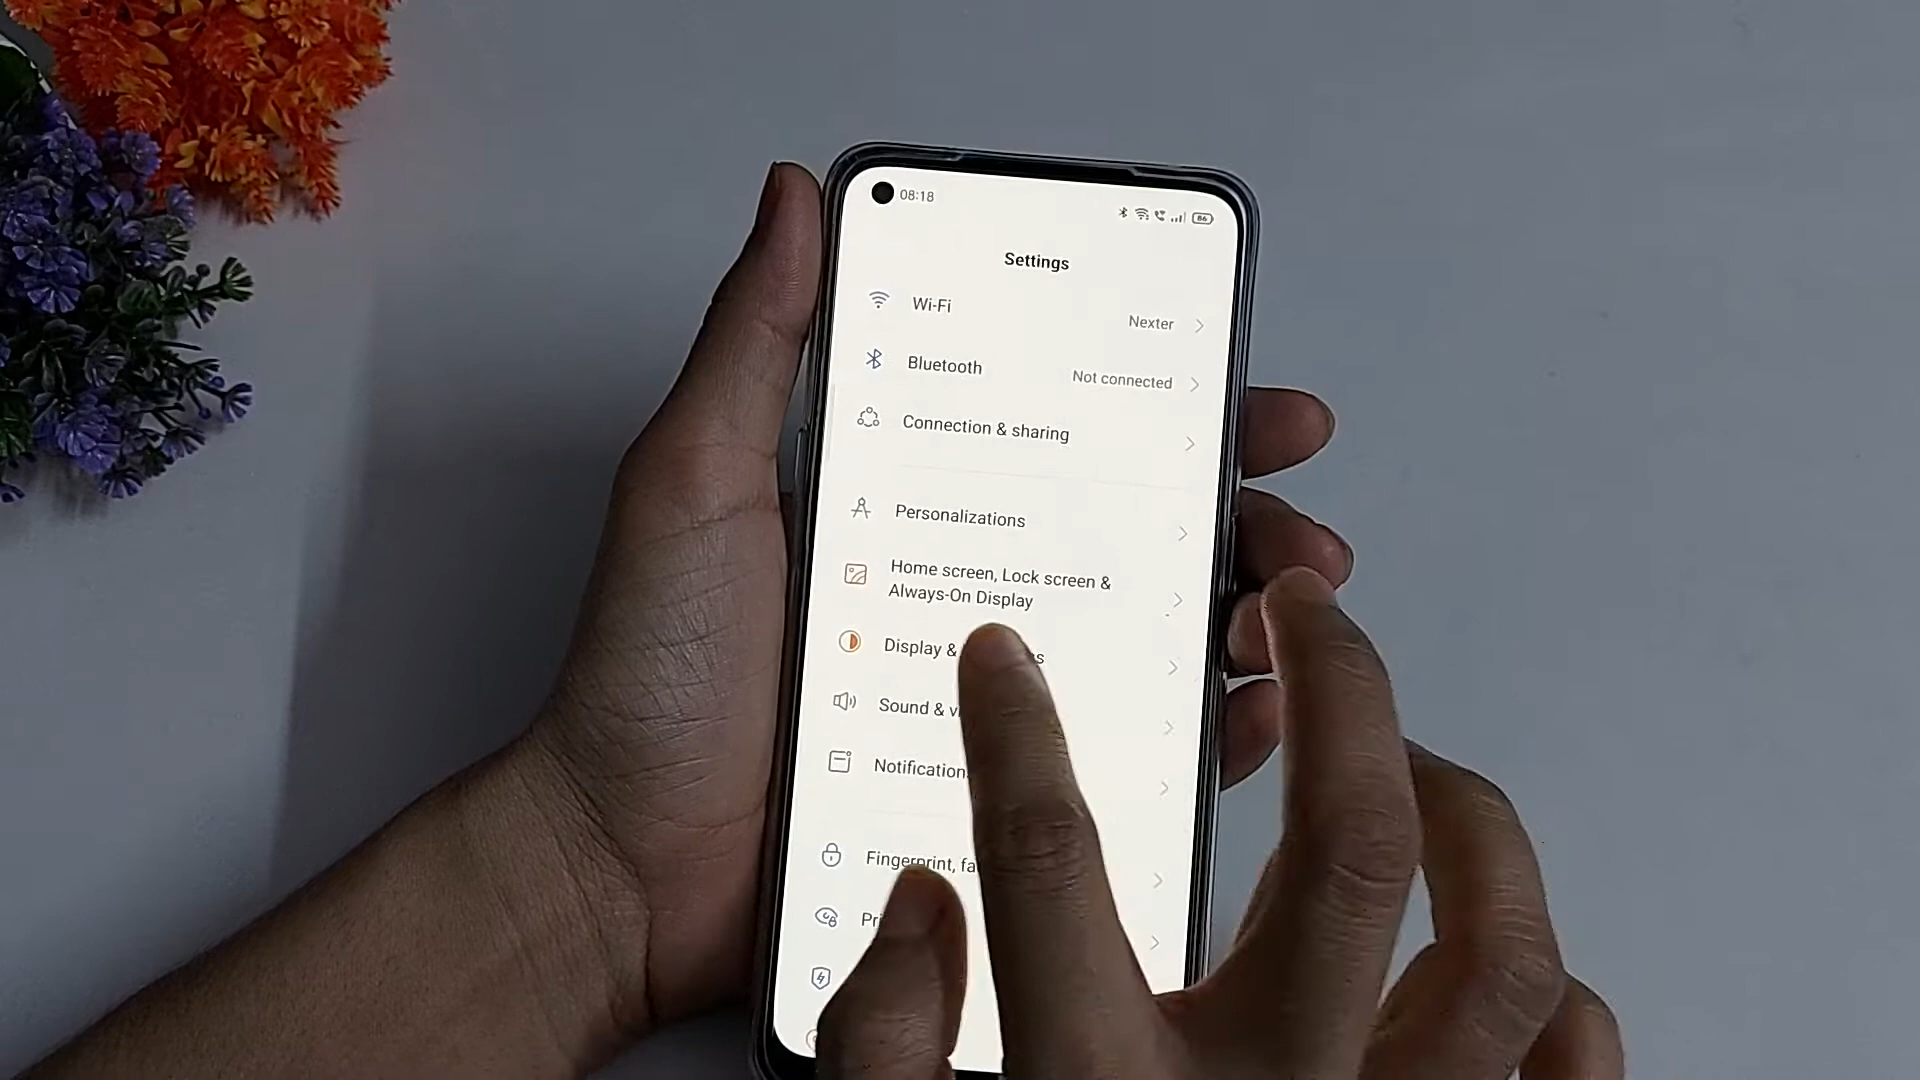 08:18
86
Settings
Wi-Fi
Nexter
Bluetooth
Not connected
Connection & sharing
Personalizations
Home screen, Lock screen &
Always-On Display
Display &
Sound &
Notification
Fingerprint,